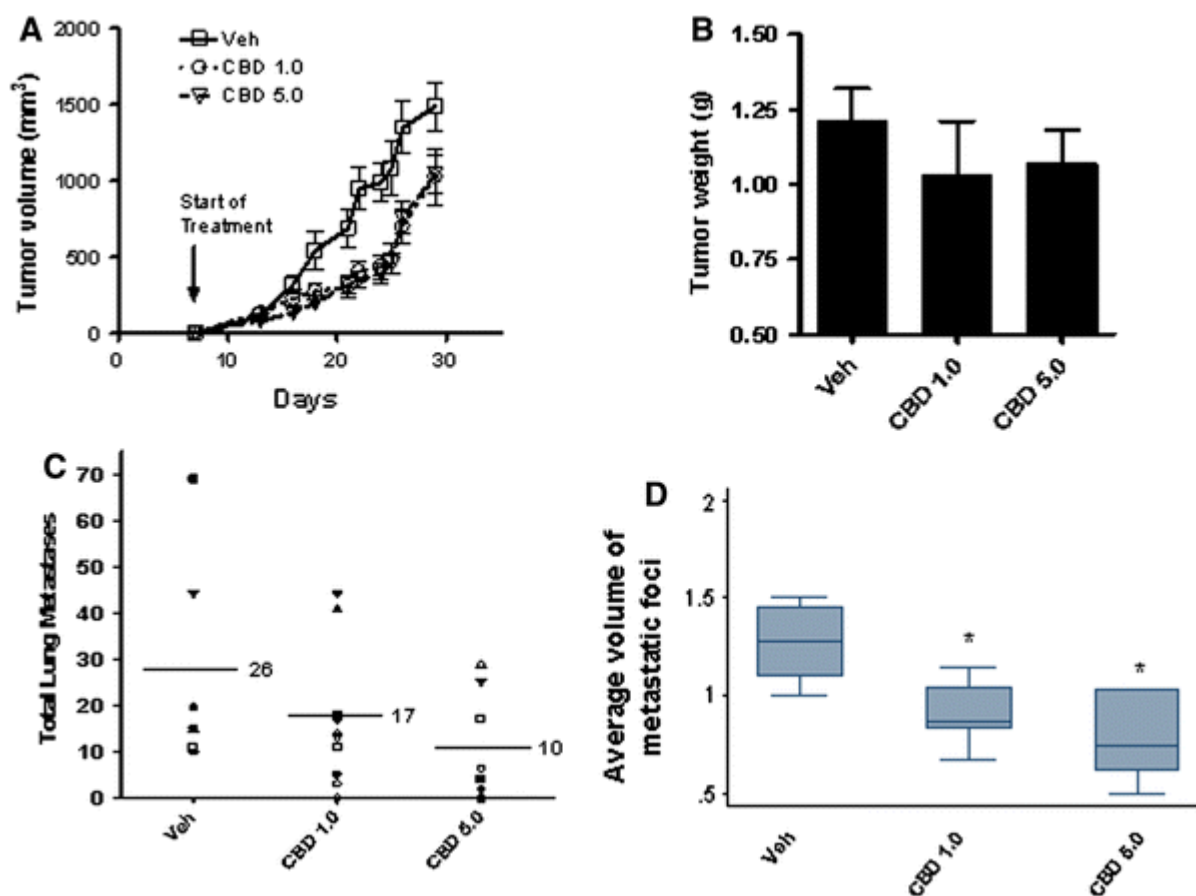 A
2000
1500
1000
500
0
Tumor volume (mm³)
Veh
CBD 1.0
CBD 5.0
Start of
Treatment
0 10 20 30
Days
B
1.50
1.25
1.00
0.75
0.50
Tumor weight (g)
Veh
CBD 1.0
CBD 5.0
C
70
60
50
40
30
20
10
0
Total Lung Metastases
26
17
10
Veh
CBD 1.0
CBD 5.0
D
2
1.5
1
.5
Average volume of
metastatic foci
*
*
Veh
CBD 1.0
CBD 5.0